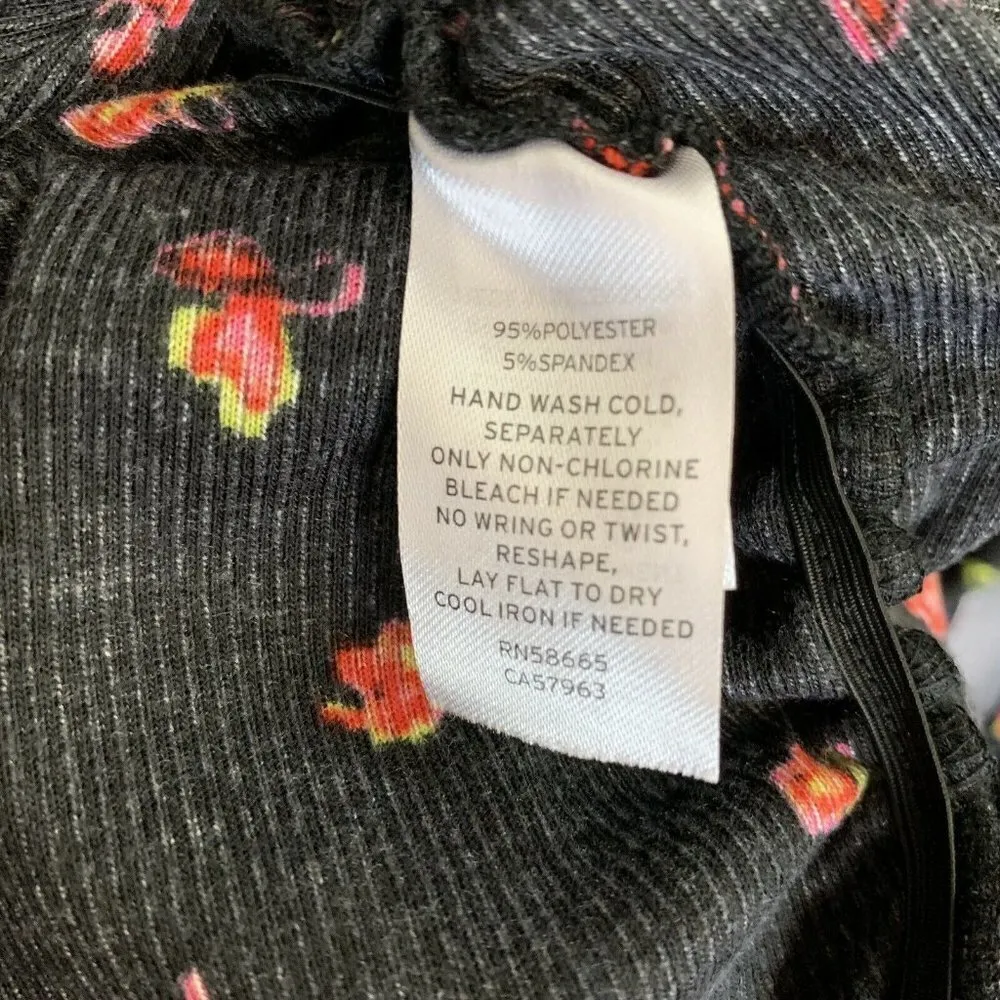 95%POLYESTER
5%SPANDEX
HAND WASH COLD,
SEPARATELY
ONLY NON-CHLORINE
BLEACH IF NEEDED
NO WRING OR TWIST,
RESHAPE,
LAY FLAT TO DRY
COOL IRON IF NEEDED
RN58665
CA57963